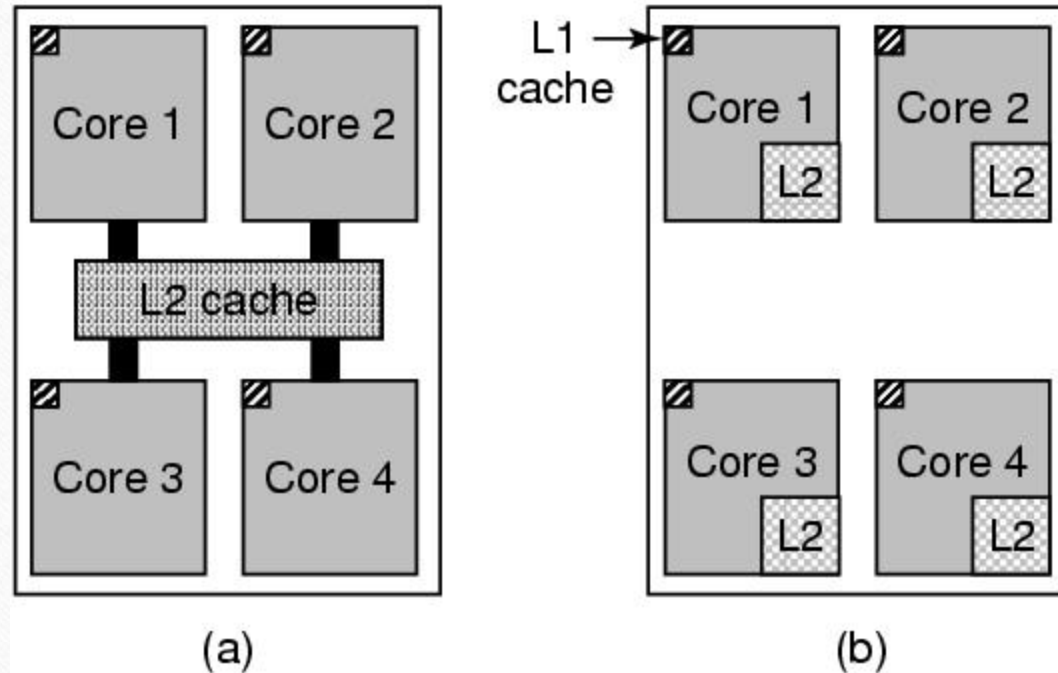 Core 1
Core 2
L2 cache
Core 3
Core 4
(a)
L1
cache
Core 1
L2
Core 2
L2
Core 3
L2
Core 4
L2
(b)